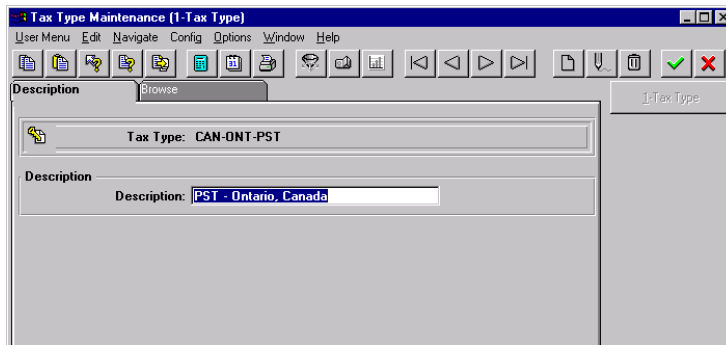 Tax Type Maintenance (1-Tax Type)
User Menu Edit Navigate Config Options Window Help
31
Description Browse
1-Tax Type
Tax Type: CAN-ONT-PST
Description
Description: PST - Ontario, Canada